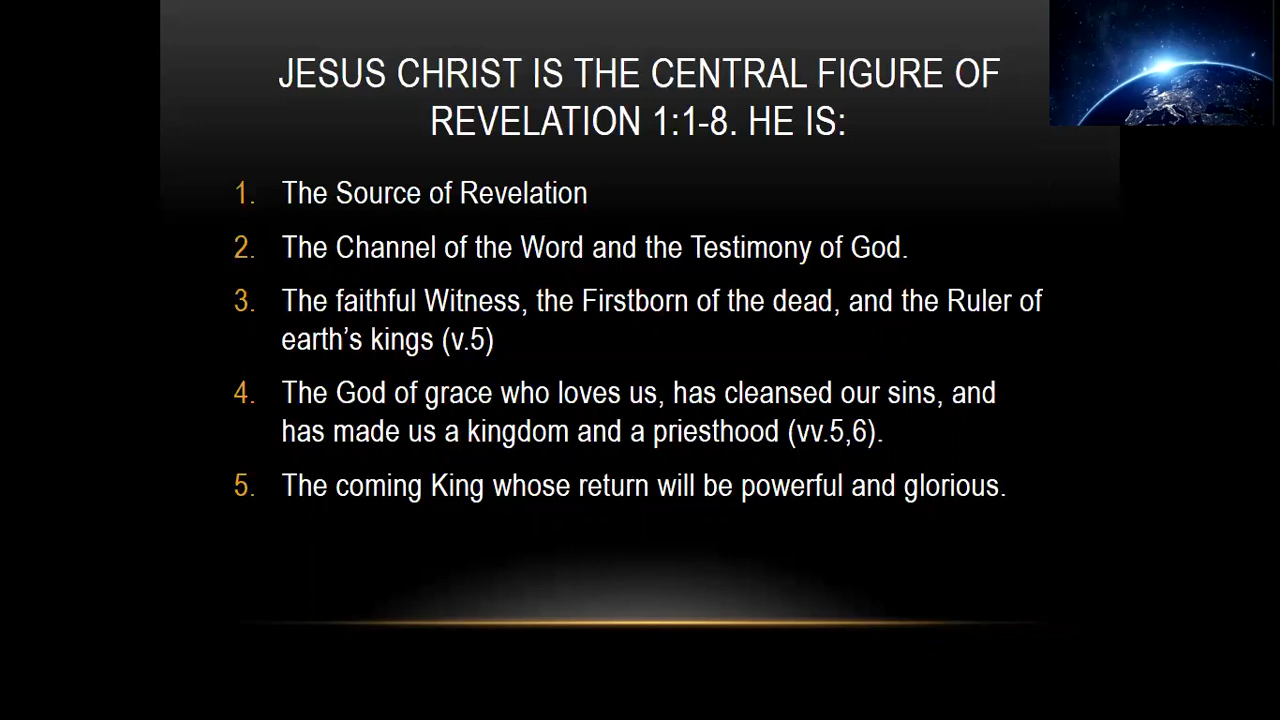 JESUS CHRIST IS THE CENTRAL FIGURE OF
REVELATION 1:1-8. HE IS:
1. The Source of Revelation
2. The Channel of the Word and the Testimony of God.
3. The faithful Witness, the Firstborn of the dead, and the Ruler of
earth’s kings (v.5)
4. The God of grace who loves us, has cleansed our sins, and
has made us a kingdom and a priesthood (vv.5,6).
5. The coming King whose return will be powerful and glorious.